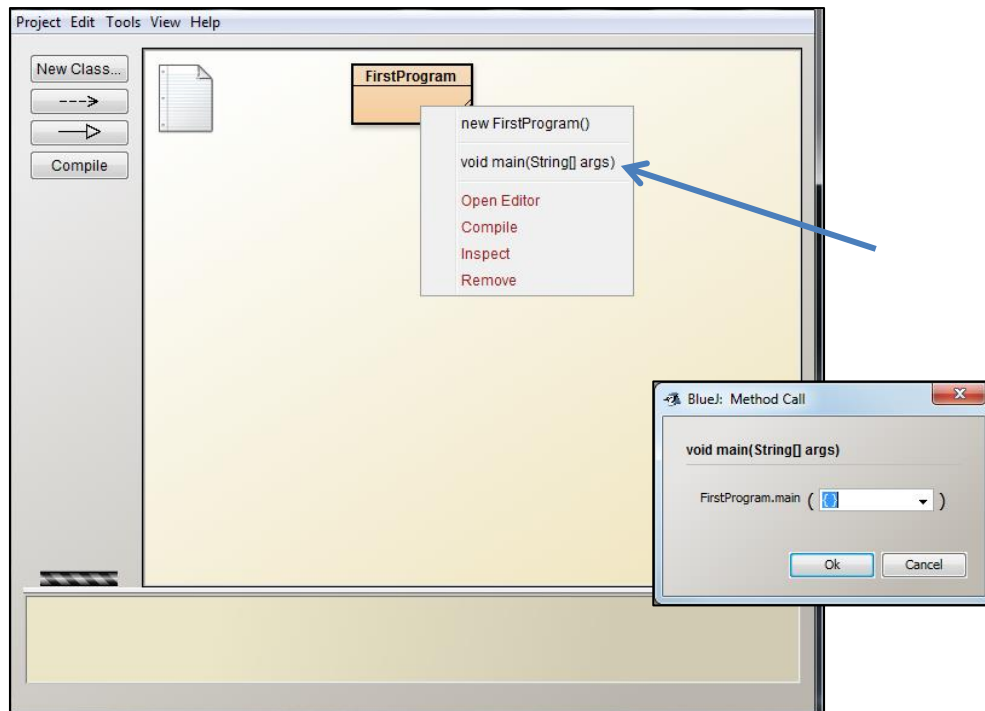 Project Edit Tools View Help
New Class...
Compile
FirstProgram
new FirstProgram()
void main(String[] args)
Open Editor
Compile
Inspect
Remove
BlueJ: Method Call
void main(String[] args)
FirstProgram.main ( {} )
Ok Cancel